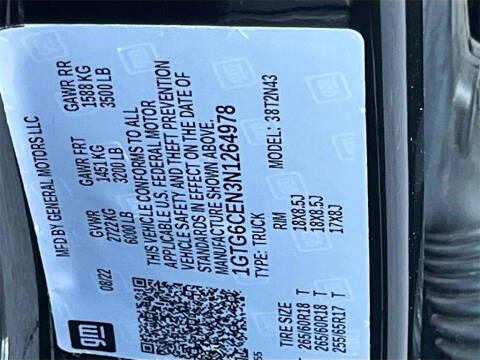 MFD BY GENERAL MOTORS LLC
08/22 GVWR GAWR FRT GAWR RR
2722KG 1451 KG 1588 KG
6000 LB 3200 LB 3500 LB
THIS VEHICLE CONFORMS TO ALL
APPLICABLE U.S. FEDERAL MOTOR
VEHICLE SAFETY AND THEFT PREVENTION
STANDARDS IN EFFECT ON THE DATE OF
MANUFACTURE SHOWN ABOVE.
1GTG6CEN3N1264978
TYPE: TRUCK MODEL: 38T2N43
TIRE SIZE RIM
265/60R18 T 18X8.5J
265/60R18 T 18X8.5J
255/65R17 T 17X8J
gm